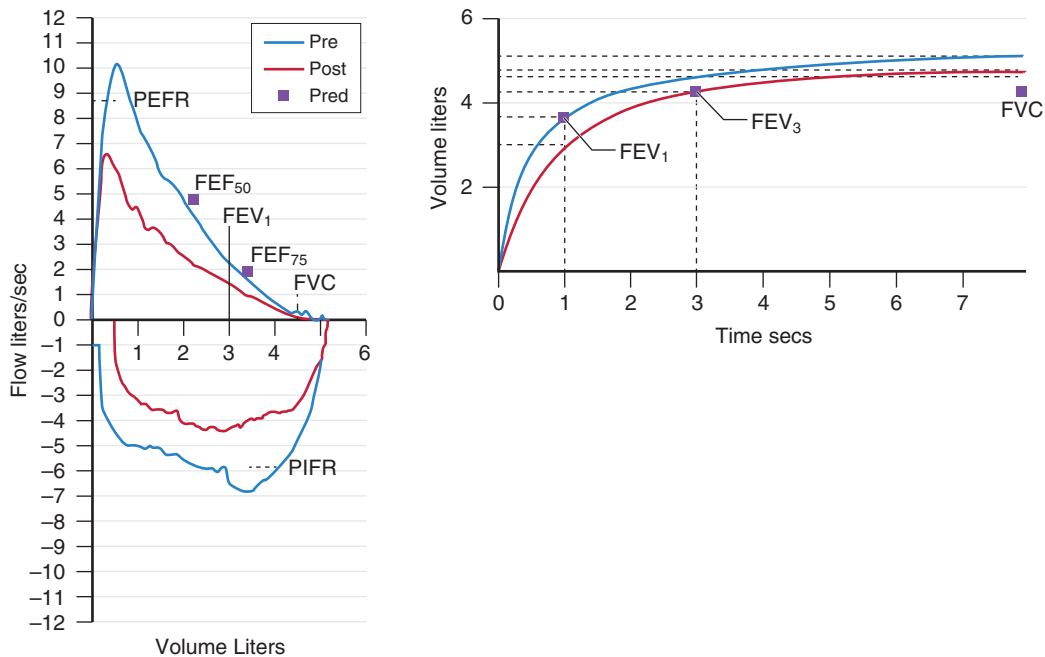 12
11
10
9
8
7
6
5
4
3
2
1
0
–1
–2
–3
–4
–5
–6
–7
–8
–9
–10
–11
–12
Flow liters/sec
Pre
Post
Pred
PEFR
FEF50
FEV1
FEF75
FVC
1 2 3 4 5 6
PIFR
Volume Liters
6
4
2
Volume liters
FVC
FEV3
FEV1
0 1 2 3 4 5 6 7
Time secs